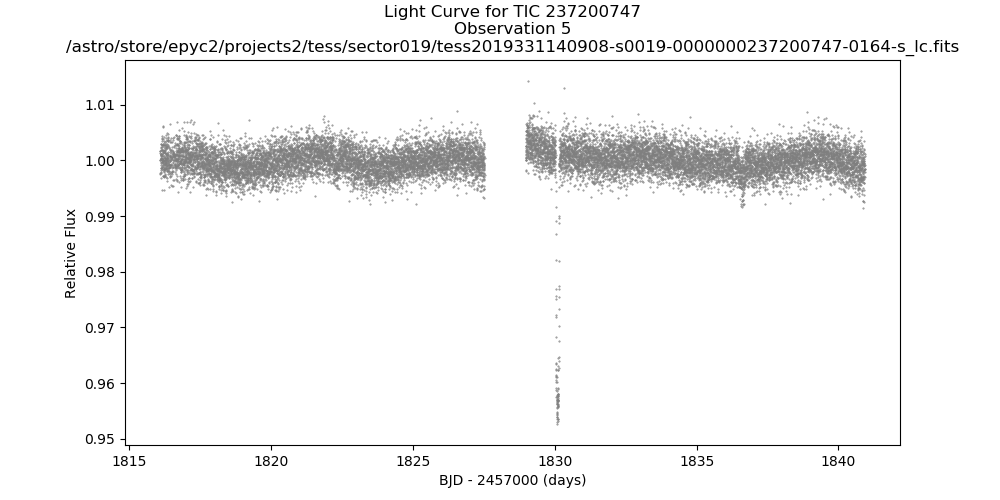 Light Curve for TIC 237200747
Observation 5
/astro/store/epyc2/projects2/tess/sector019/tess2019331140908-s0019-0000000237200747-0164-s_lc.fits
1.01
1.00
0.99
0.98
0.97
0.96
0.95
Relative Flux
1815
1820
1825
1830
1835
1840
BJD - 2457000 (days)